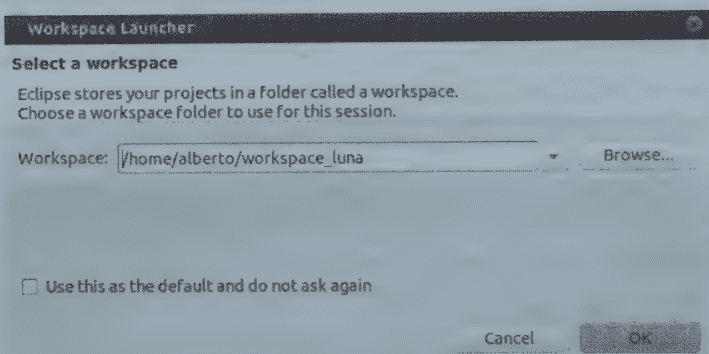 Workspace Launcher
Select a workspace
Eclipse stores your projects in a folder called a workspace.
Choose a workspace folder to use for this session.
Workspace: /home/alberto/workspace_luna Browse...
Use this as the default and do not ask again
Cancel OK